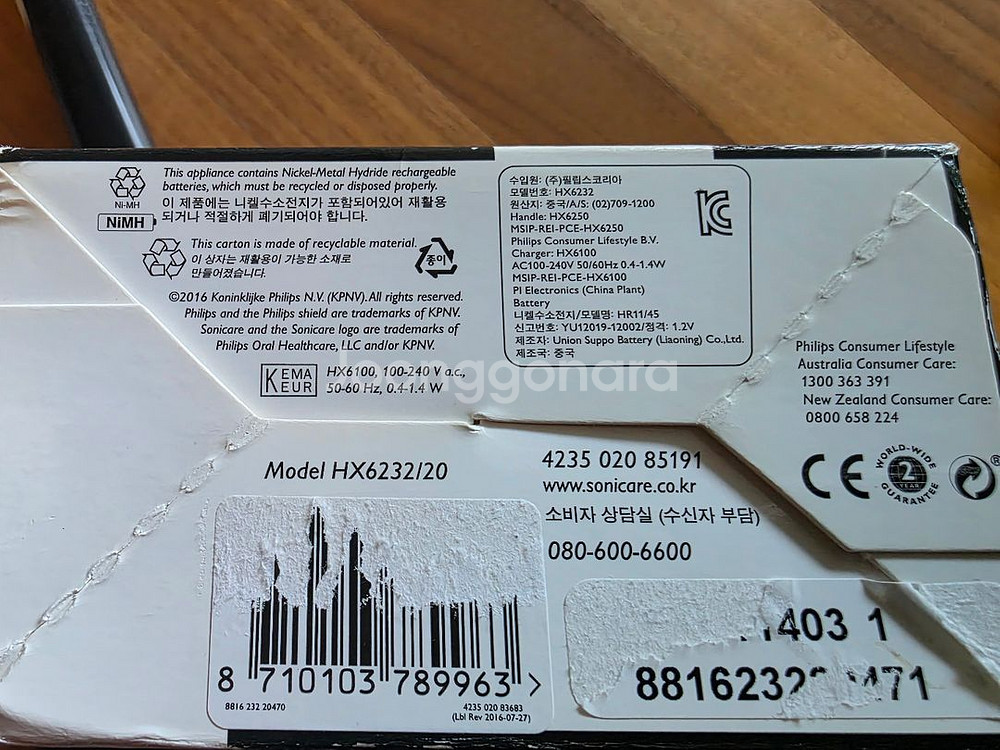 This appliance contains Nickel-Metal Hydride rechargeable
batteries, which must be recycled or disposed properly.
이 제품에는 니켈수소전지가 포함되어있어 재활용
되거나 적절하게 폐기되어야 합니다.
Ni-MH
NiMH
This carton is made of recyclable material.
이 상자는 재활용이 가능한 소재로
만들어졌습니다.
종이
©2016 Koninklijke Philips N.V. (KPNV). All rights reserved.
Philips and the Philips shield are trademarks of KPNV.
Sonicare and the Sonicare logo are trademarks of
Philips Oral Healthcare, LLC and/or KPNV.
KEMA
KEUR
HX6100, 100-240 V a.c.,
50-60 Hz, 0.4-1.4 W
수입원: (주)필립스코리아
모델번호: HX6232
원산지: 중국/A/S: (02)709-1200
Handle: HX6250
MSIP-REI-PCE-HX6250
Philips Consumer Lifestyle B.V.
Charger: HX6100
AC100-240V 50/60Hz 0.4-1.4W
MSIP-REI-PCE-HX6100
PI Electronics (China Plant)
Battery
니켈수소전지/모델명: HR11/45
신고번호: YU12019-12002/정격: 1.2V
제조자: Union Suppo Battery (Liaoning) Co.,Ltd.
제조국: 중국
Philips Consumer Lifestyle
Australia Consumer Care:
1300 363 391
New Zealand Consumer Care:
0800 658 224
CE
WORLD-WIDE
2
YEAR
GUARANTEE
Model HX6232/20
4235 020 85191
www.sonicare.co.kr
소비자 상담실 (수신자 부담)
080-600-6600
8 710103 789963 >
8816 232 20470
4235 020 83683
(Lbl Rev 2016-07-27)
403 1
8816232 471
joonggonara